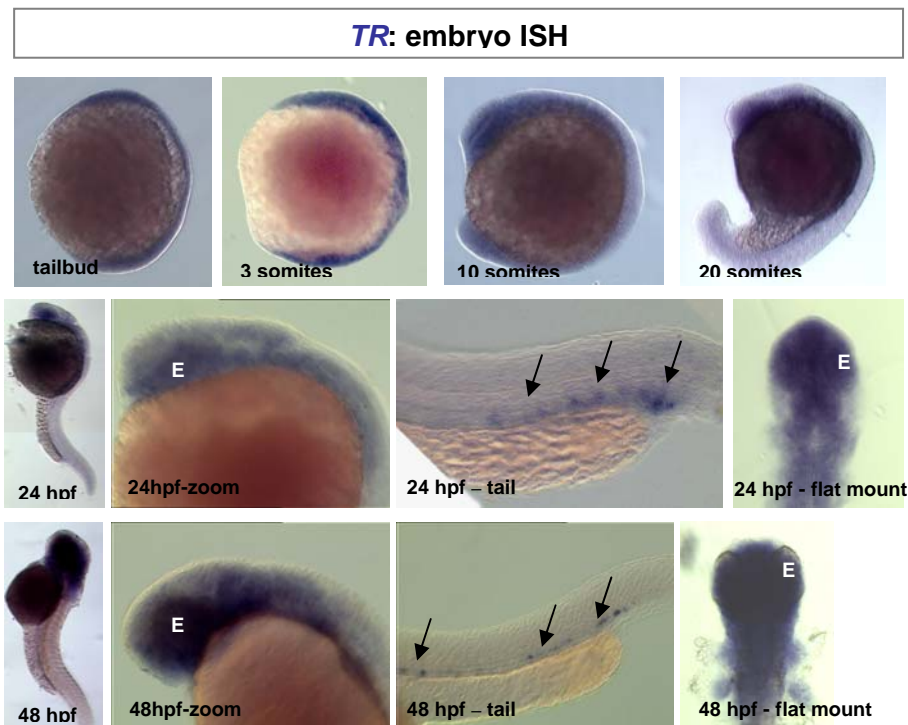 TR: embryo ISH
tailbud
3 somites
10 somites
20 somites
E
E
24 hpf
24hpf-zoom
24 hpf – tail
24 hpf - flat mount
E
E
48 hpf
48hpf-zoom
48 hpf – tail
48 hpf - flat mount